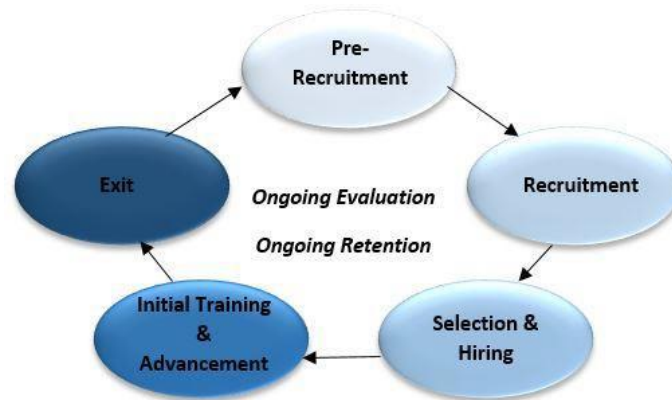 Pre-
Recruitment
Recruitment
Selection &
Hiring
Initial Training
&
Advancement
Exit
Ongoing Evaluation
Ongoing Retention